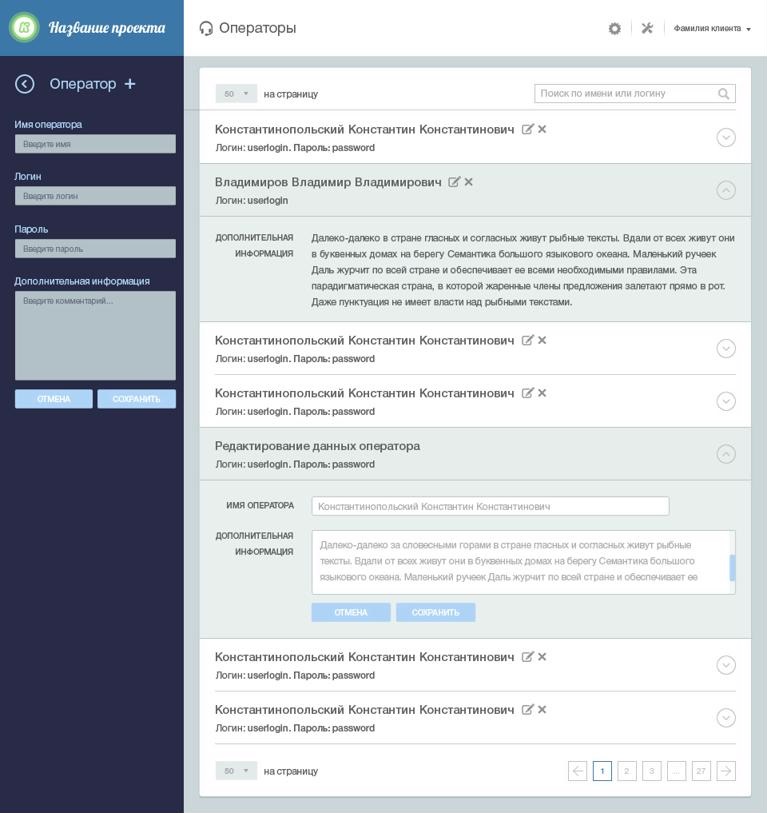 Название проекта
Операторы
Фамилия клиента
Оператор +
Имя оператора
Введите имя
Логин
Введите логин
Пароль
Введите пароль
Дополнительная информация
Введите комментарий...
ОТМЕНА СОХРАНИТЬ
50 на страницу
Поиск по имени или логину
Константинопольский Константин Константинович
Логин: userlogin. Пароль: password
Владимиров Владимир Владимирович
Логин: userlogin
ДОПОЛНИТЕЛЬНАЯ
ИНФОРМАЦИЯ
Далеко-далеко в стране гласных и согласных живут рыбные тексты. Вдали от всех живут они
в буквенных домах на берегу Семантика большого языкового океана. Маленький ручеек
Даль журчит по всей стране и обеспечивает ее всеми необходимыми правилами. Эта
парадигматическая страна, в которой жаренные члены предложения залетают прямо в рот.
Даже пунктуация не имеет власти над рыбными текстами.
Константинопольский Константин Константинович
Логин: userlogin. Пароль: password
Константинопольский Константин Константинович
Логин: userlogin. Пароль: password
Редактирование данных оператора
Логин: userlogin. Пароль: password
ИМЯ ОПЕРАТОРА
Константинопольский Константин Константинович
ДОПОЛНИТЕЛЬНАЯ
ИНФОРМАЦИЯ
Далеко-далеко за словесными горами в стране гласных и согласных живут рыбные
тексты. Вдали от всех живут они в буквенных домах на берегу Семантика большого
языкового океана. Маленький ручеек Даль журчит по всей стране и обеспечивает ее
ОТМЕНА СОХРАНИТЬ
Константинопольский Константин Константинович
Логин: userlogin. Пароль: password
Константинопольский Константин Константинович
Логин: userlogin. Пароль: password
50 на страницу
1 2 3 ... 27